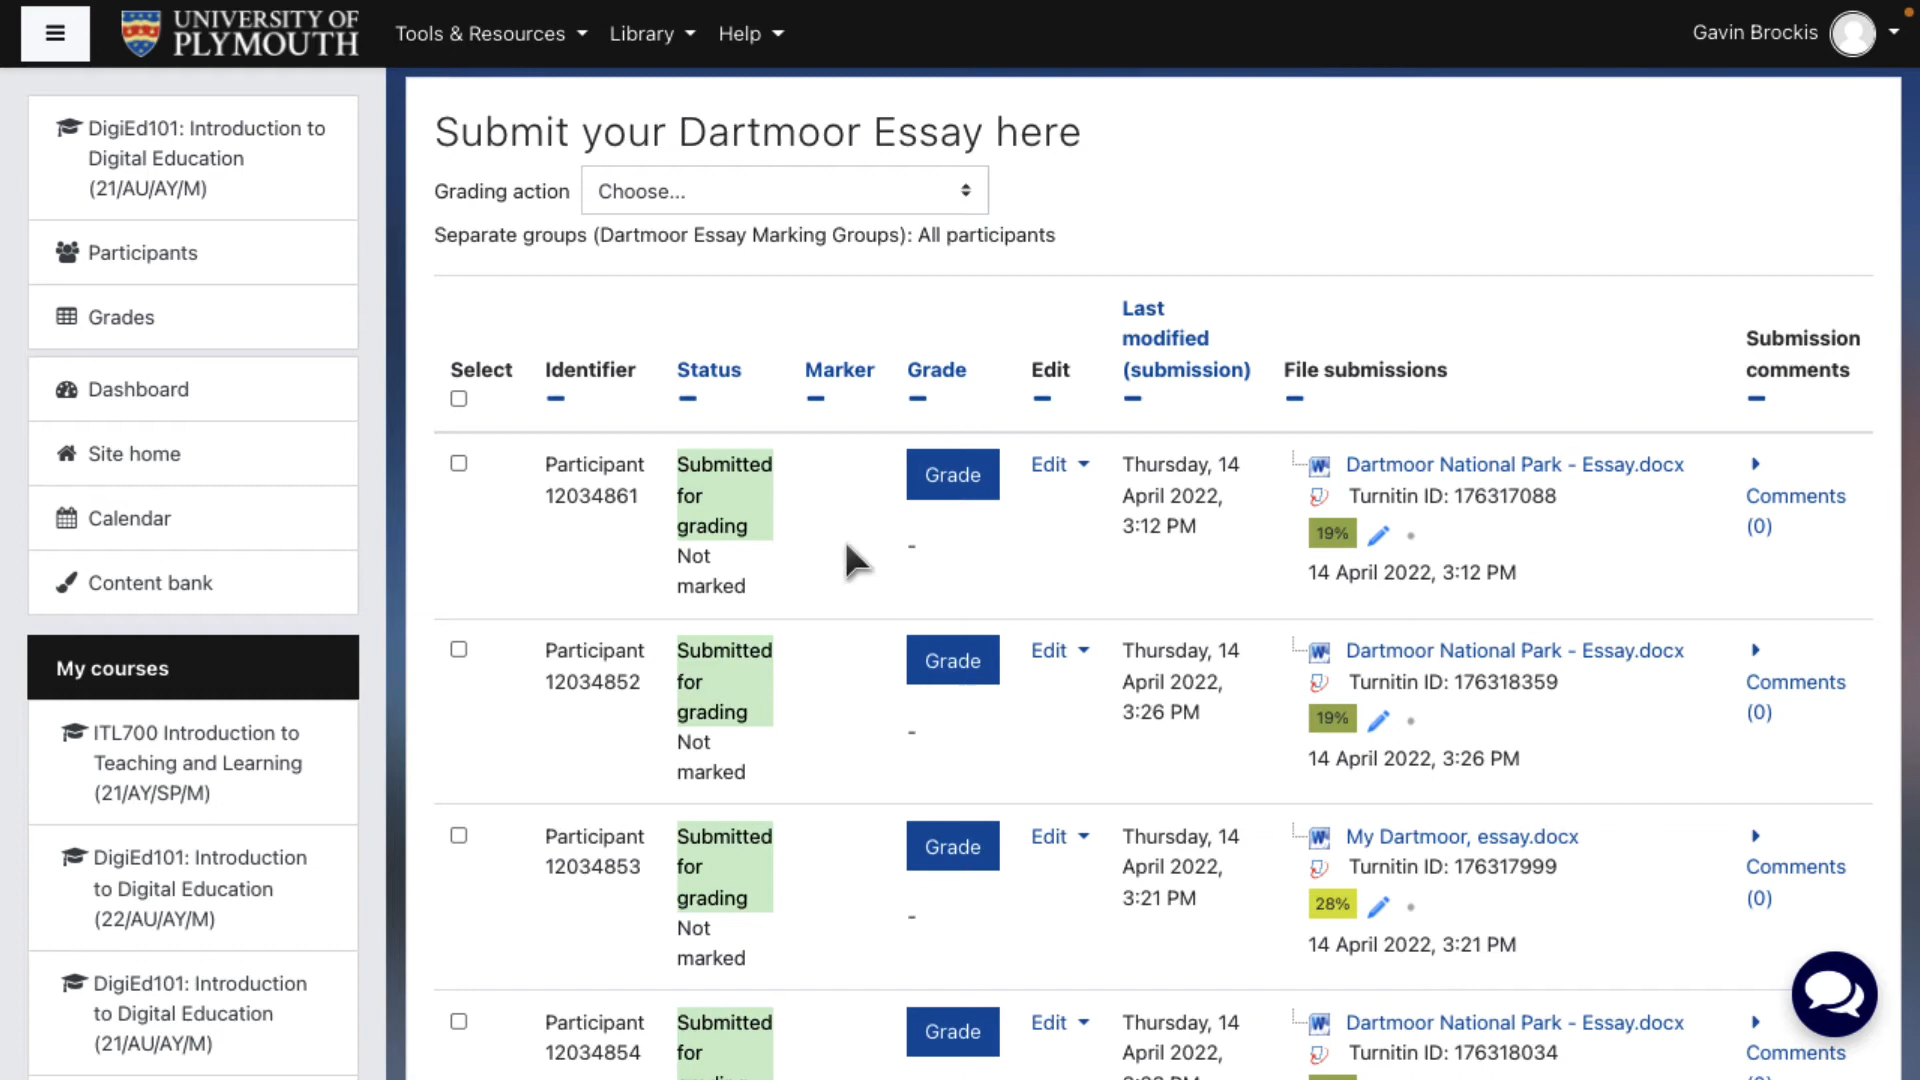 UNIVERSITY OF
PLYMOUTH
Tools & Resources
Library
Help
Gavin Brockis
DigiEd101: Introduction to
Digital Education
(21/AU/AY/M)
Participants
Grades
Dashboard
Site home
Calendar
Content bank
My courses
ITL700 Introduction to
Teaching and Learning
(21/AY/SP/M)
DigiEd101: Introduction
to Digital Education
(22/AU/AY/M)
DigiEd101: Introduction
to Digital Education
(21/AU/AY/M)
Submit your Dartmoor Essay here
Grading action
Choose...
Separate groups (Dartmoor Essay Marking Groups): All participants
Select
Identifier
Status
Marker
Grade
Edit
Last
modified
(submission)
File submissions
Submission
comments
Participant
12034861
Submitted
for
grading
Not
marked
Grade
-
Edit
Thursday, 14
April 2022,
3:12 PM
Dartmoor National Park - Essay.docx
Turnitin ID: 176317088
19%
14 April 2022, 3:12 PM
Comments
(0)
Participant
12034852
Submitted
for
grading
Not
marked
Grade
-
Edit
Thursday, 14
April 2022,
3:26 PM
Dartmoor National Park - Essay.docx
Turnitin ID: 176318359
19%
14 April 2022, 3:26 PM
Comments
(0)
Participant
12034853
Submitted
for
grading
Not
marked
Grade
-
Edit
Thursday, 14
April 2022,
3:21 PM
My Dartmoor, essay.docx
Turnitin ID: 176317999
28%
14 April 2022, 3:21 PM
Comments
(0)
Participant
12034854
Submitted
for
Grade
Edit
Thursday, 14
April 2022,
Dartmoor National Park - Essay.docx
Turnitin ID: 176318034
Comments